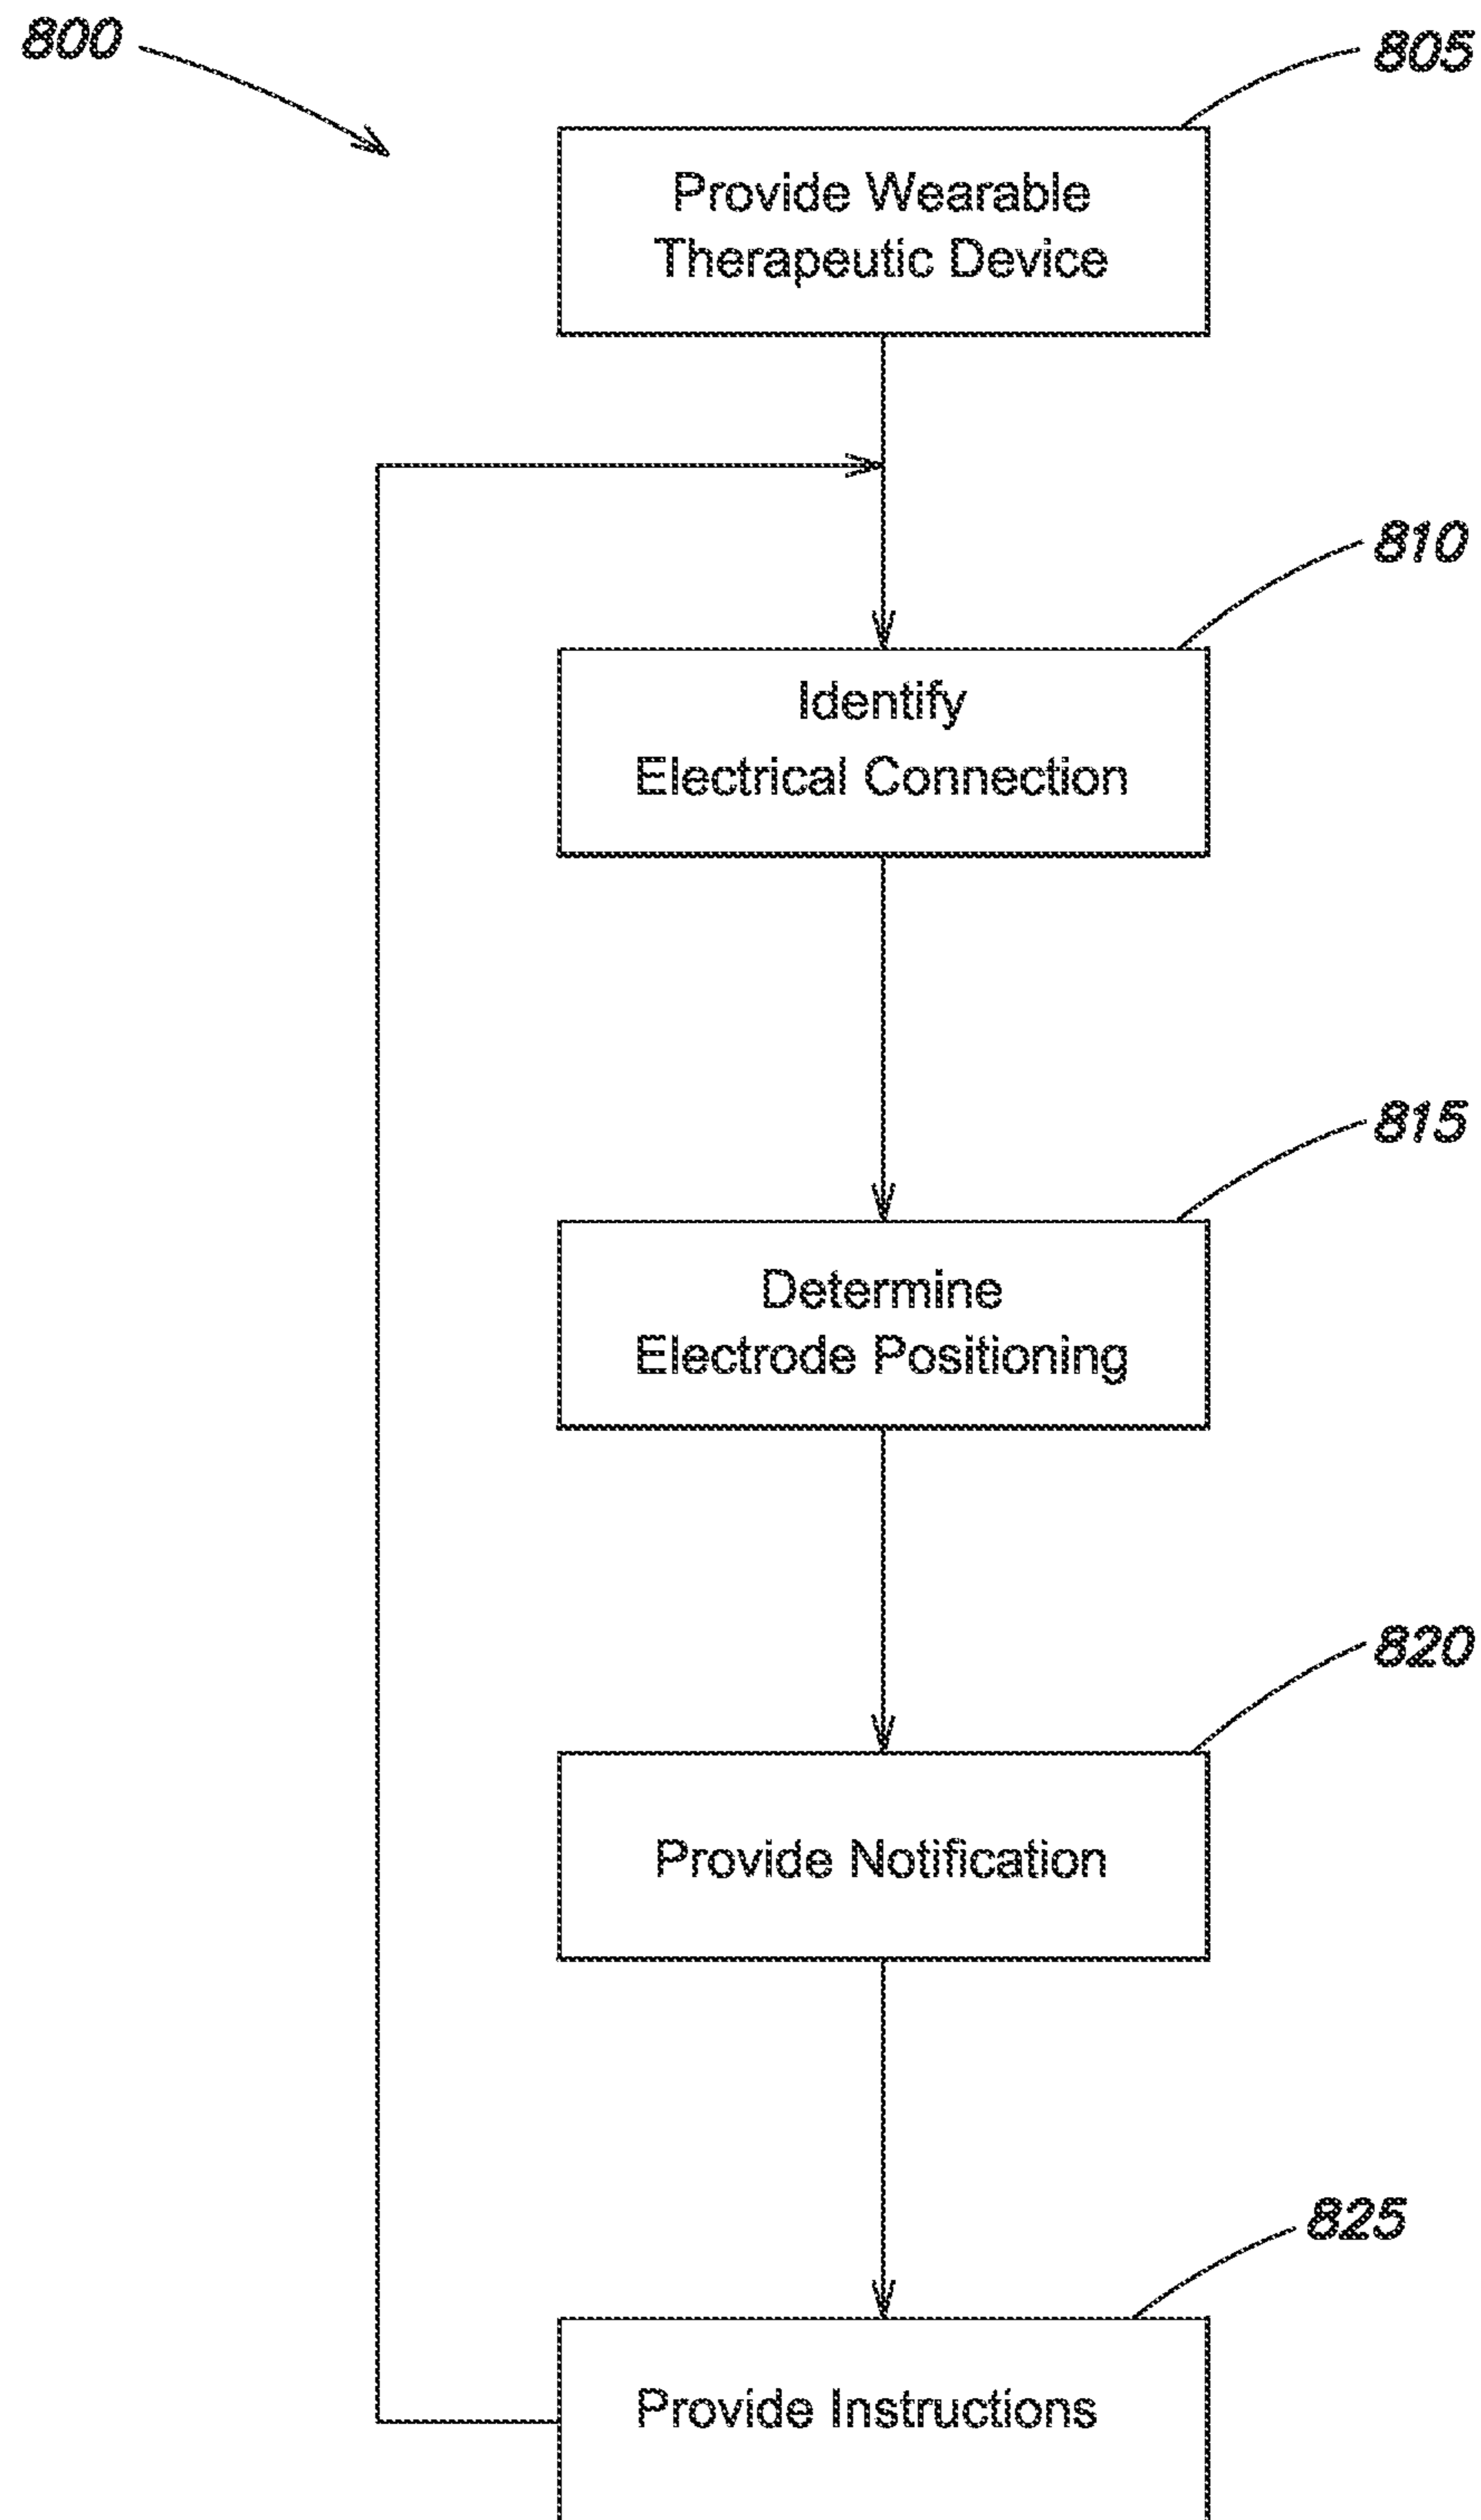 800
805
Provide Wearable
Therapeutic Device
810
Identify
Electrical Connection
815
Determine
Electrode Positioning
820
Provide Notification
825
Provide Instructions